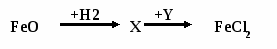 FeO +H2 X +Y FeCl2